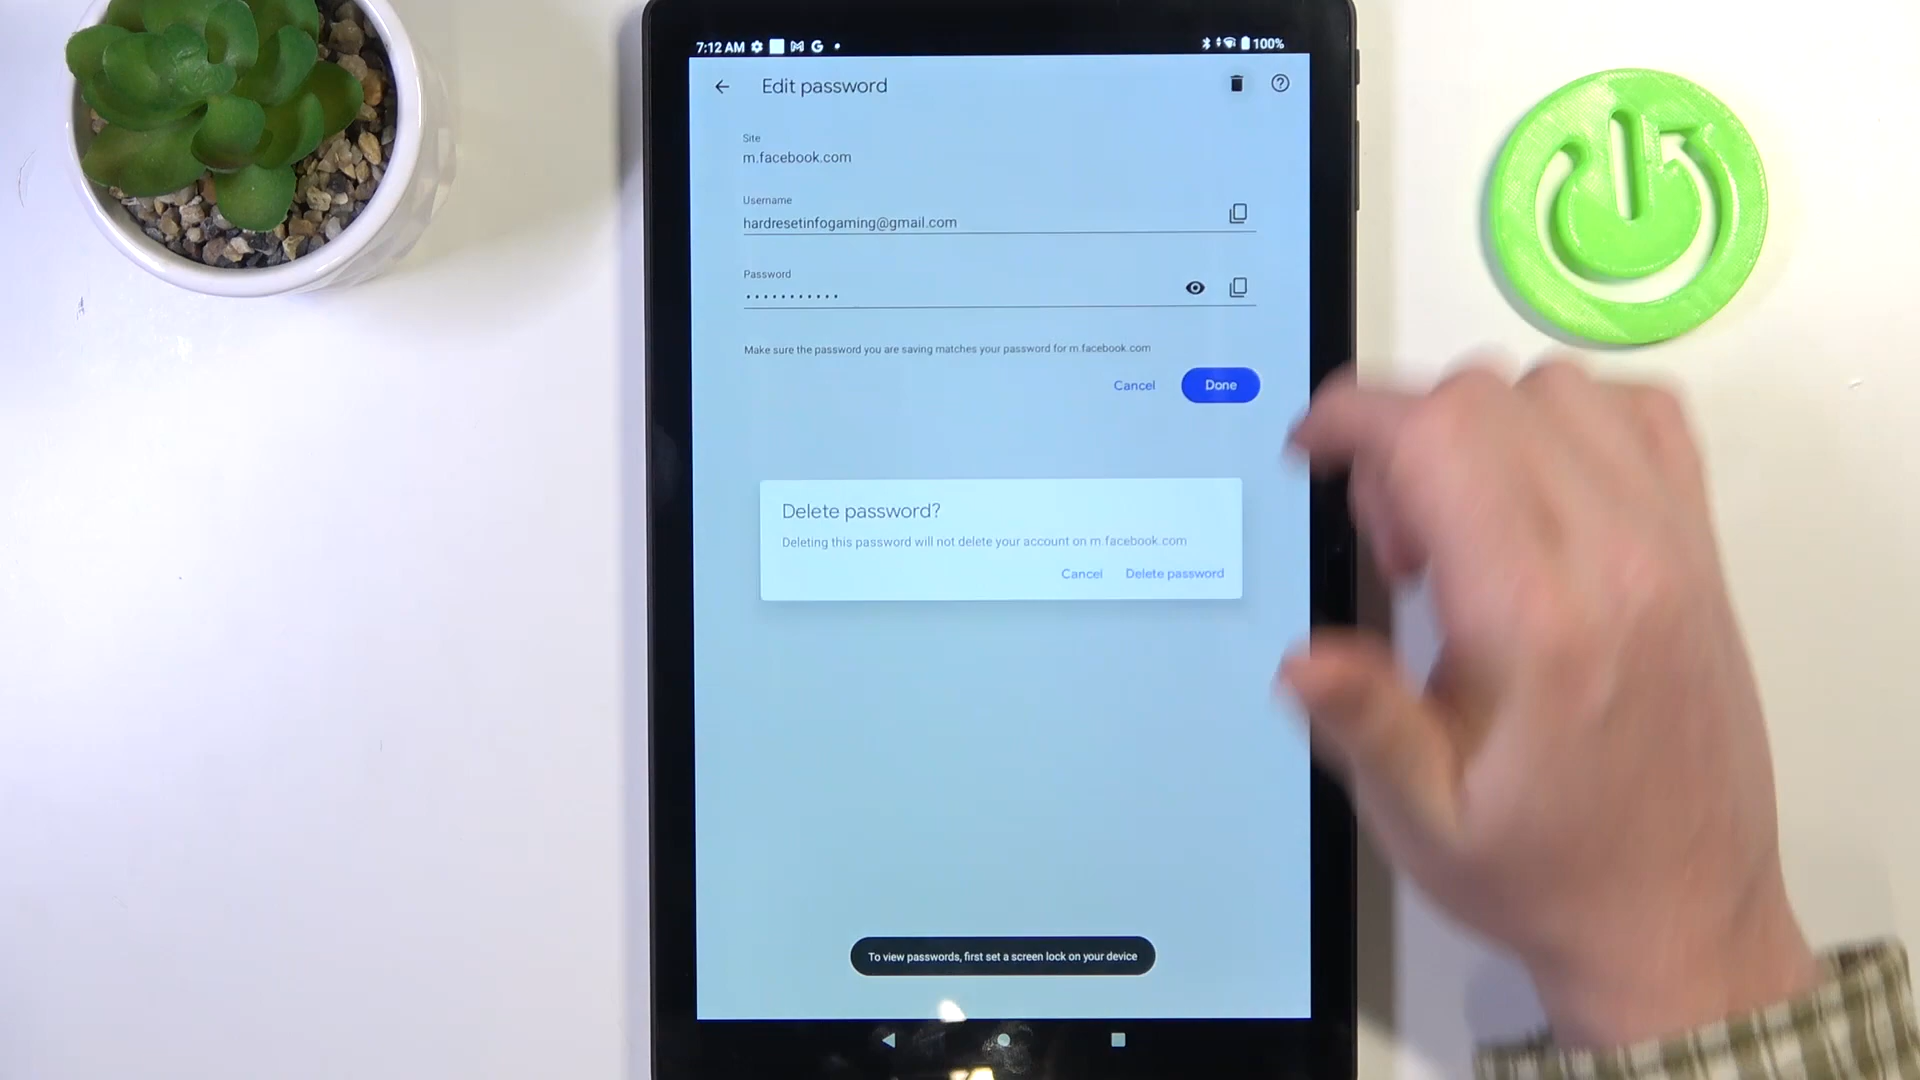 7:12 AM
100%
Edit password
Site
m.facebook.com
Username
hardresetinfogaming@gmail.com
Password
Make sure the password you are saving matches your password for m.facebook.com
Cancel
Done
Delete password?
Deleting this password will not delete your account on m.facebook.com
Cancel
Delete password
To view passwords, first set a screen lock on your device